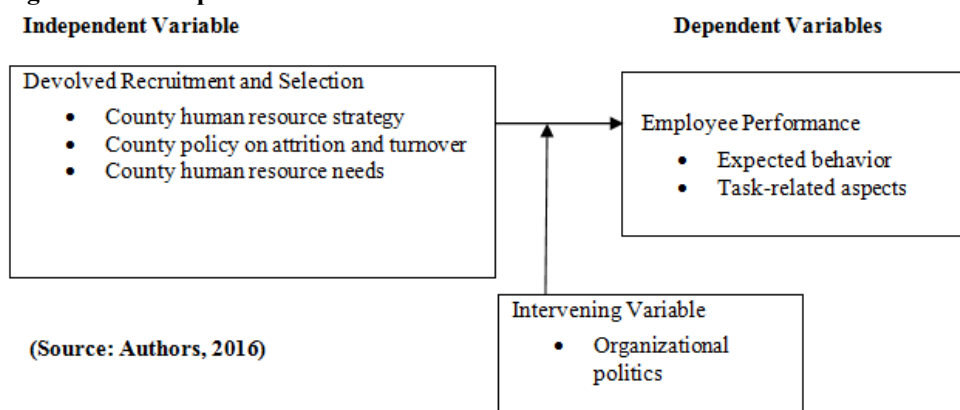 Independent Variable
Dependent Variables
Devolved Recruitment and Selection
• County human resource strategy
• County policy on attrition and turnover
• County human resource needs
Employee Performance
• Expected behavior
• Task-related aspects
Intervening Variable
• Organizational
politics
(Source: Authors, 2016)